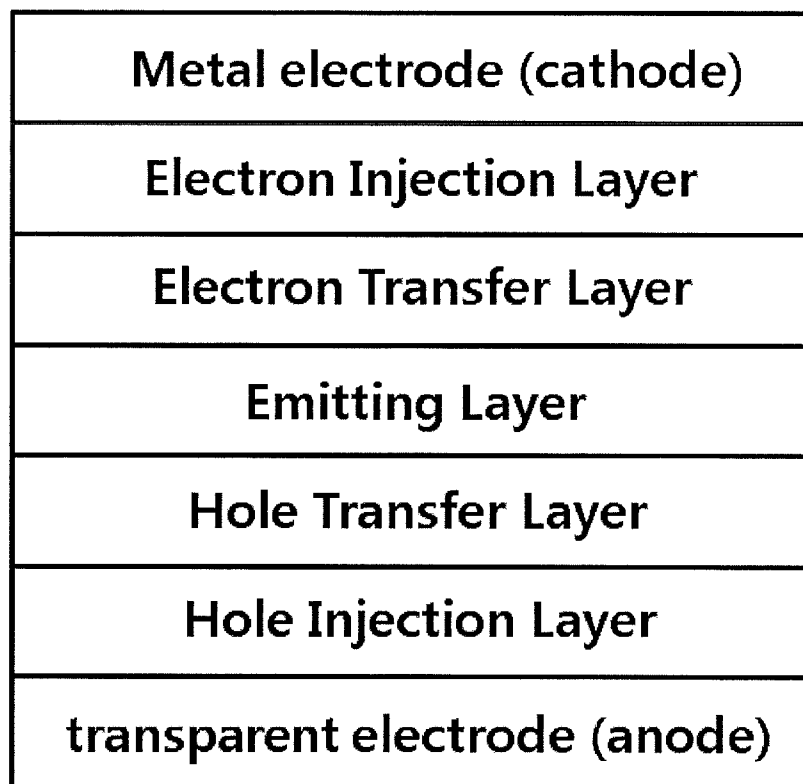 Metal electrode (cathode)
Electron Injection Layer
Electron Transfer Layer
Emitting Layer
Hole Transfer Layer
Hole Injection Layer
transparent electrode (anode)